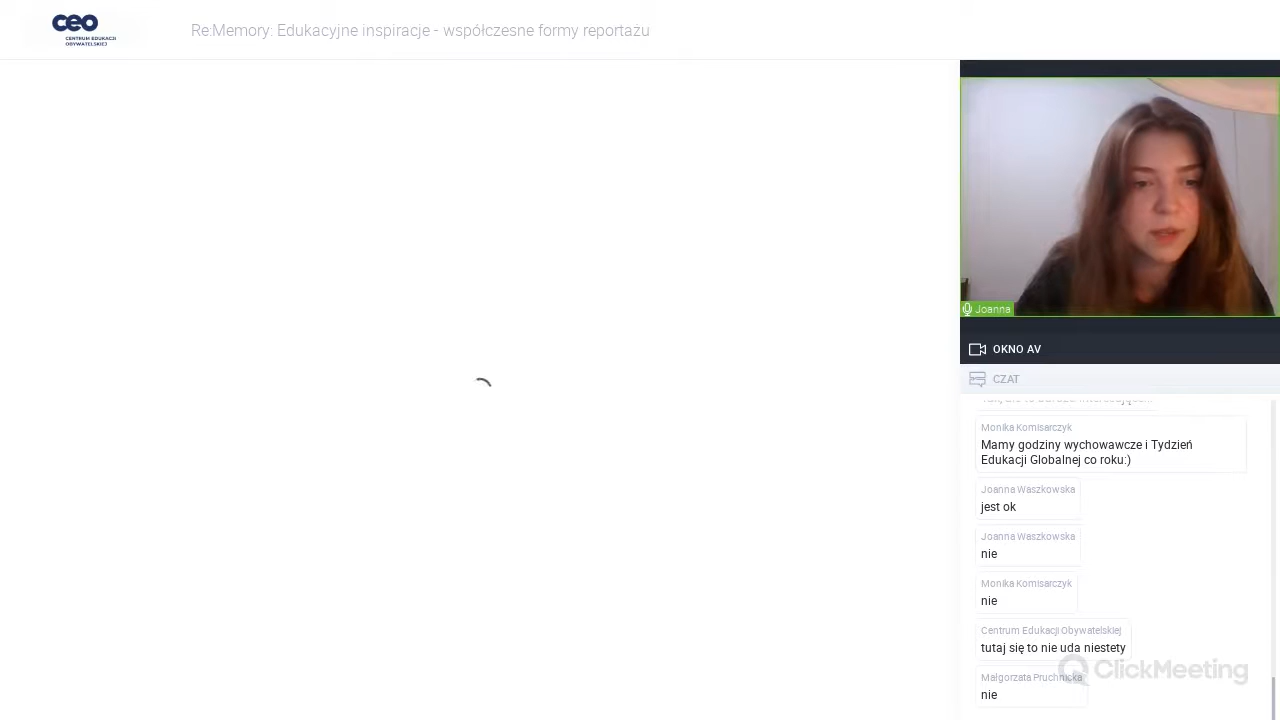 ceo
CENTRUM EDUKACJI
OBYWATELSKIEJ
Re:Memory: Edukacyjne inspiracje - współczesne formy reportażu
Joanna
OKNO AV
CZAT
Monika Komisarczyk
Mamy godziny wychowawcze i Tydzień
Edukacji Globalnej co roku:)
Joanna Waszkowska
jest ok
Joanna Waszkowska
nie
Monika Komisarczyk
nie
Centrum Edukacji Obywatelskiej
tutaj się to nie uda niestety
Małgorzata Pruchnicka
nie
ClickMeeting